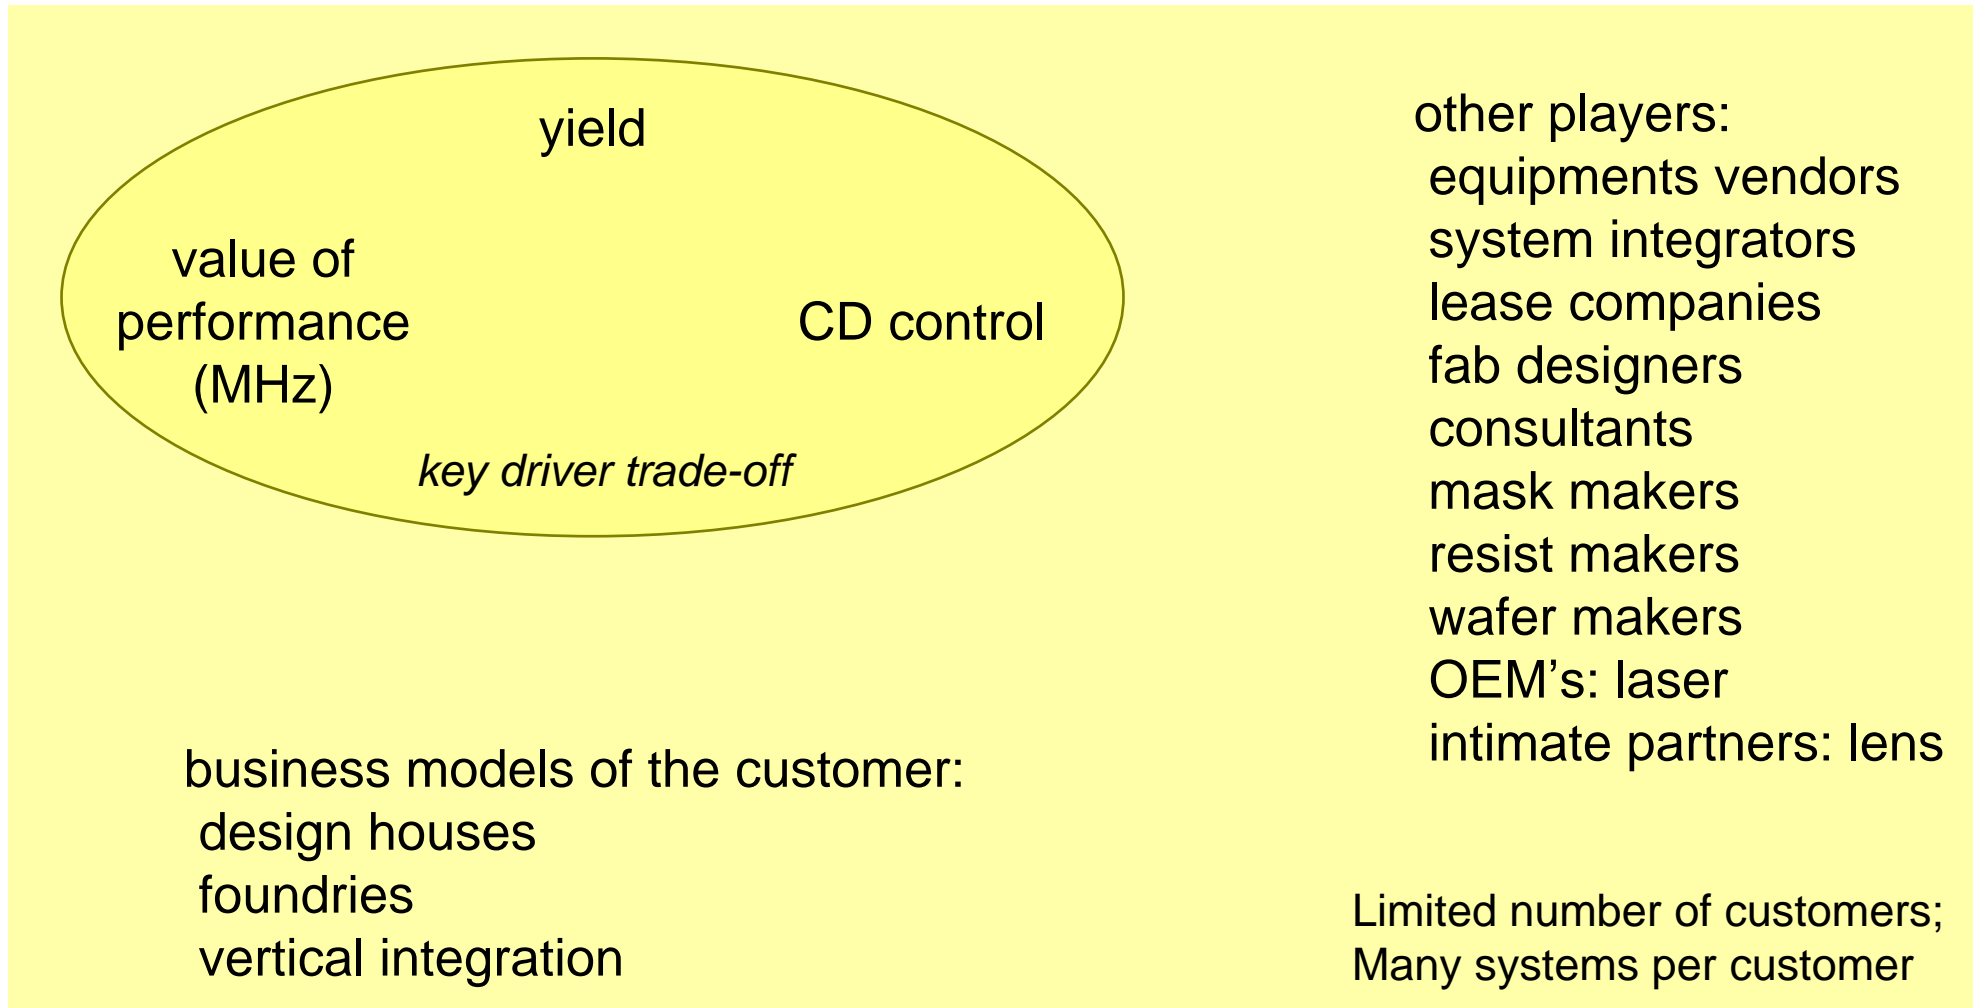 yield
value of
performance
(MHz)
CD control
key driver trade-off
business models of the customer:
design houses
foundries
vertical integration
other players:
equipments vendors
system integrators
lease companies
fab designers
consultants
mask makers
resist makers
wafer makers
OEM’s: laser
intimate partners: lens
Limited number of customers;
Many systems per customer